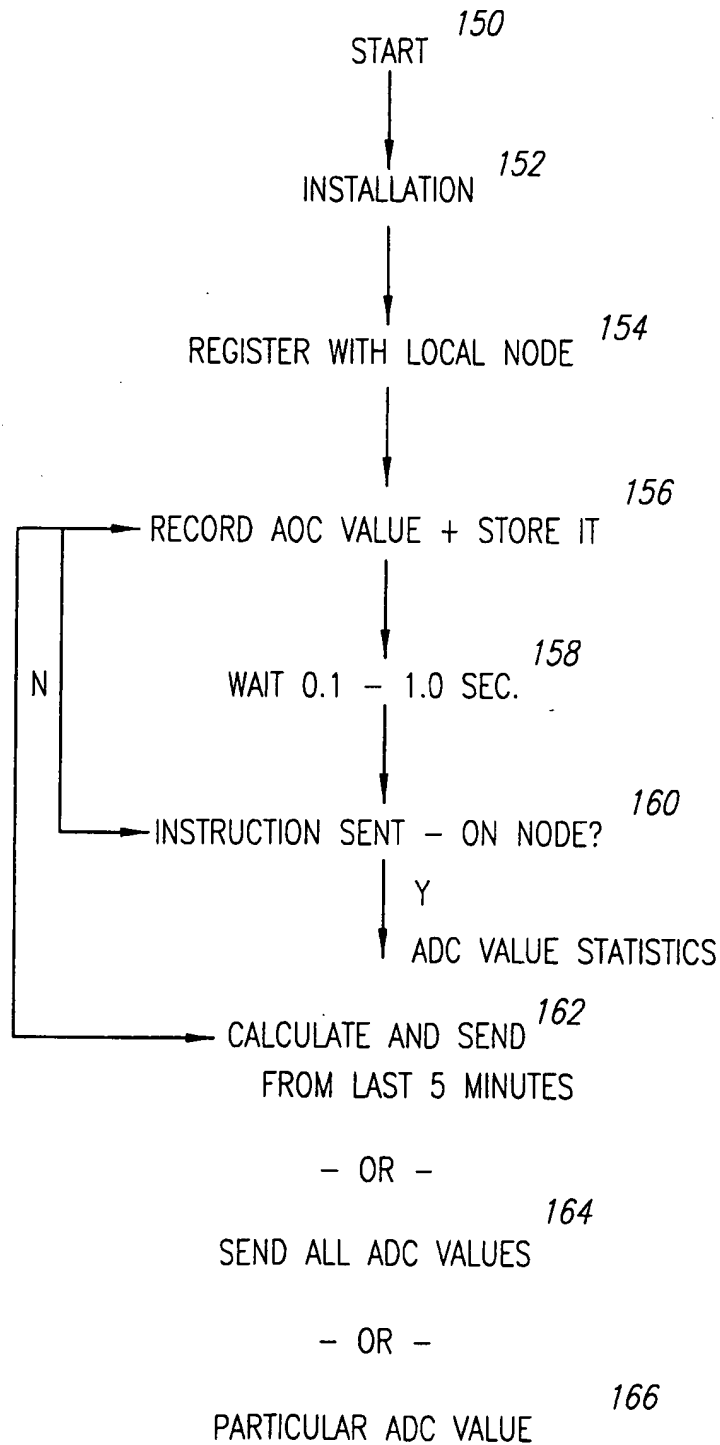 START 150
INSTALLATION 152
REGISTER WITH LOCAL NODE 154
RECORD AOC VALUE + STORE IT 156
N
WAIT 0.1 – 1.0 SEC. 158
INSTRUCTION SENT – ON NODE? 160
Y
ADC VALUE STATISTICS
CALCULATE AND SEND 162
FROM LAST 5 MINUTES
– OR –
SEND ALL ADC VALUES 164
– OR –
PARTICULAR ADC VALUE 166